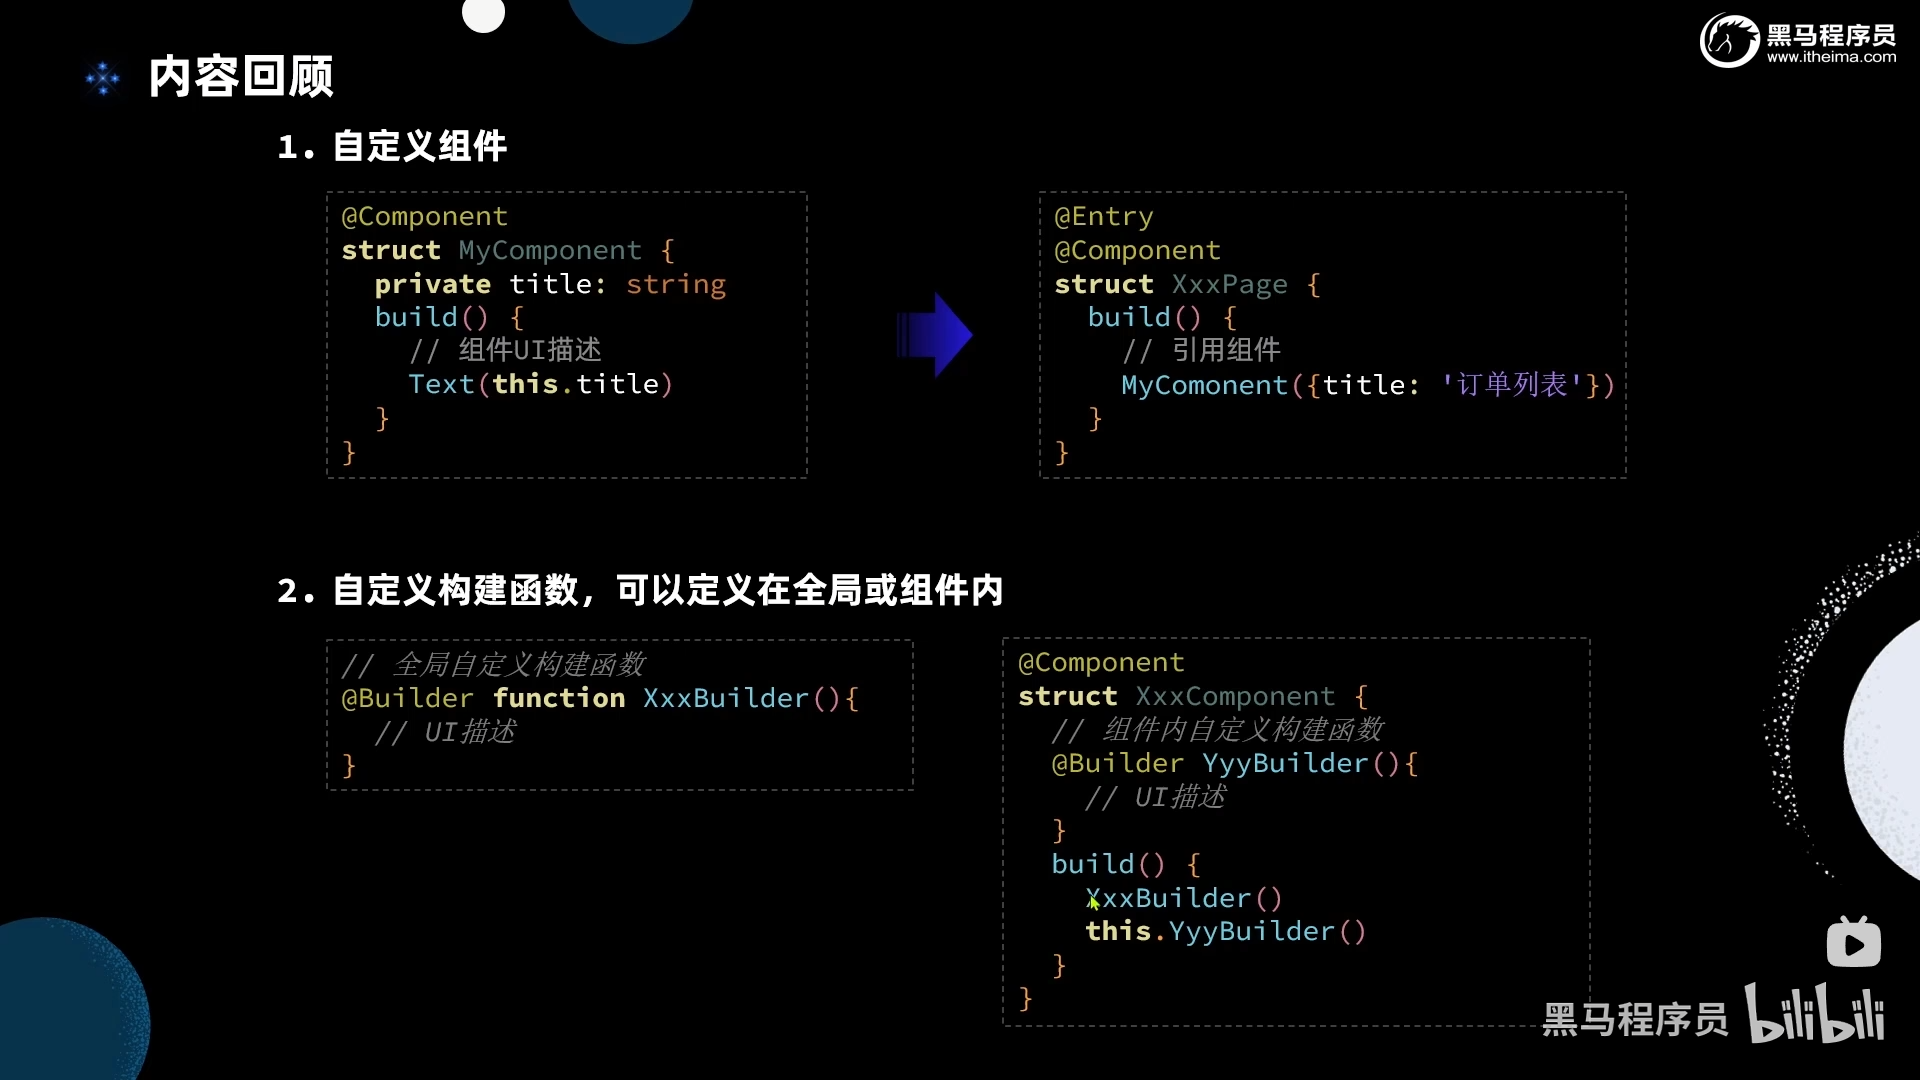 黑马程序员
www.itheima.com
内容回顾
1. 自定义组件
@Component
struct MyComponent {
  private title: string
  build() {
    // 组件UI描述
    Text(this.title)
  }
}
@Entry
@Component
struct XxxPage {
  build() {
    // 引用组件
    MyComonent({title: '订单列表'})
  }
}
2. 自定义构建函数，可以定义在全局或组件内
// 全局自定义构建函数
@Builder function XxxBuilder(){
  // UI描述
}
@Component
struct XxxComponent {
  // 组件内自定义构建函数
  @Builder YyyBuilder(){
    // UI描述
  }
  build() {
    XxxBuilder()
    this.YyyBuilder()
  }
}
黑马程序员 bilibili